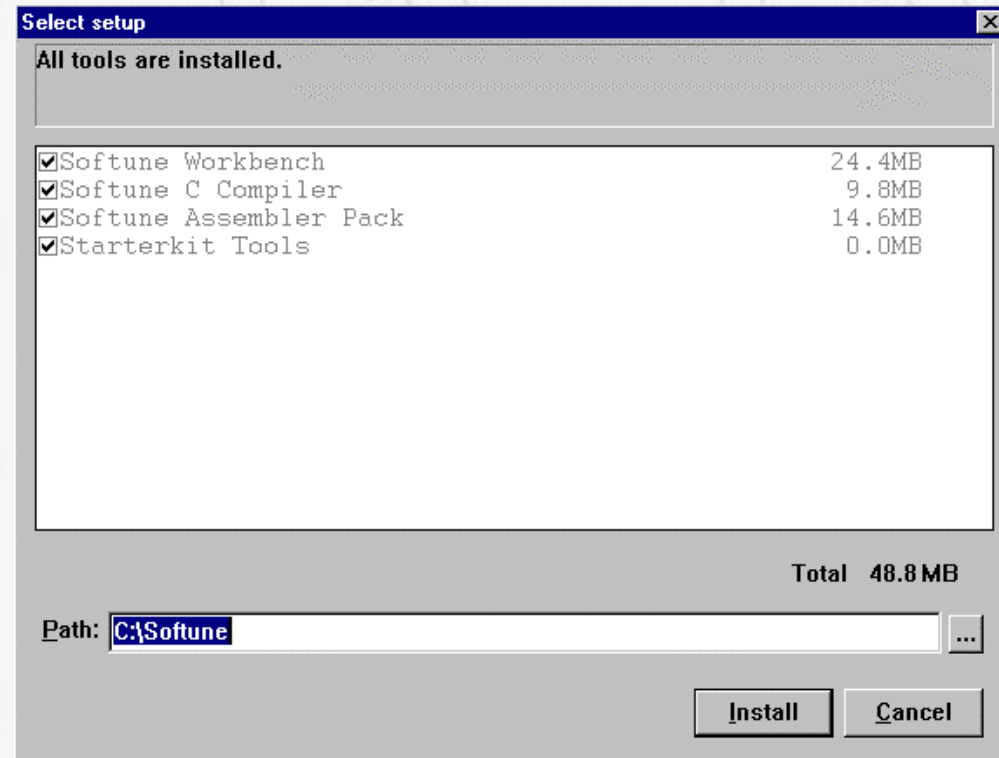 Select setup
All tools are installed.
Softune Workbench 24.4MB
Softune C Compiler 9.8MB
Softune Assembler Pack 14.6MB
Starterkit Tools 0.0MB
Total 48.8 MB
Path: C:\Softune ...
Install Cancel